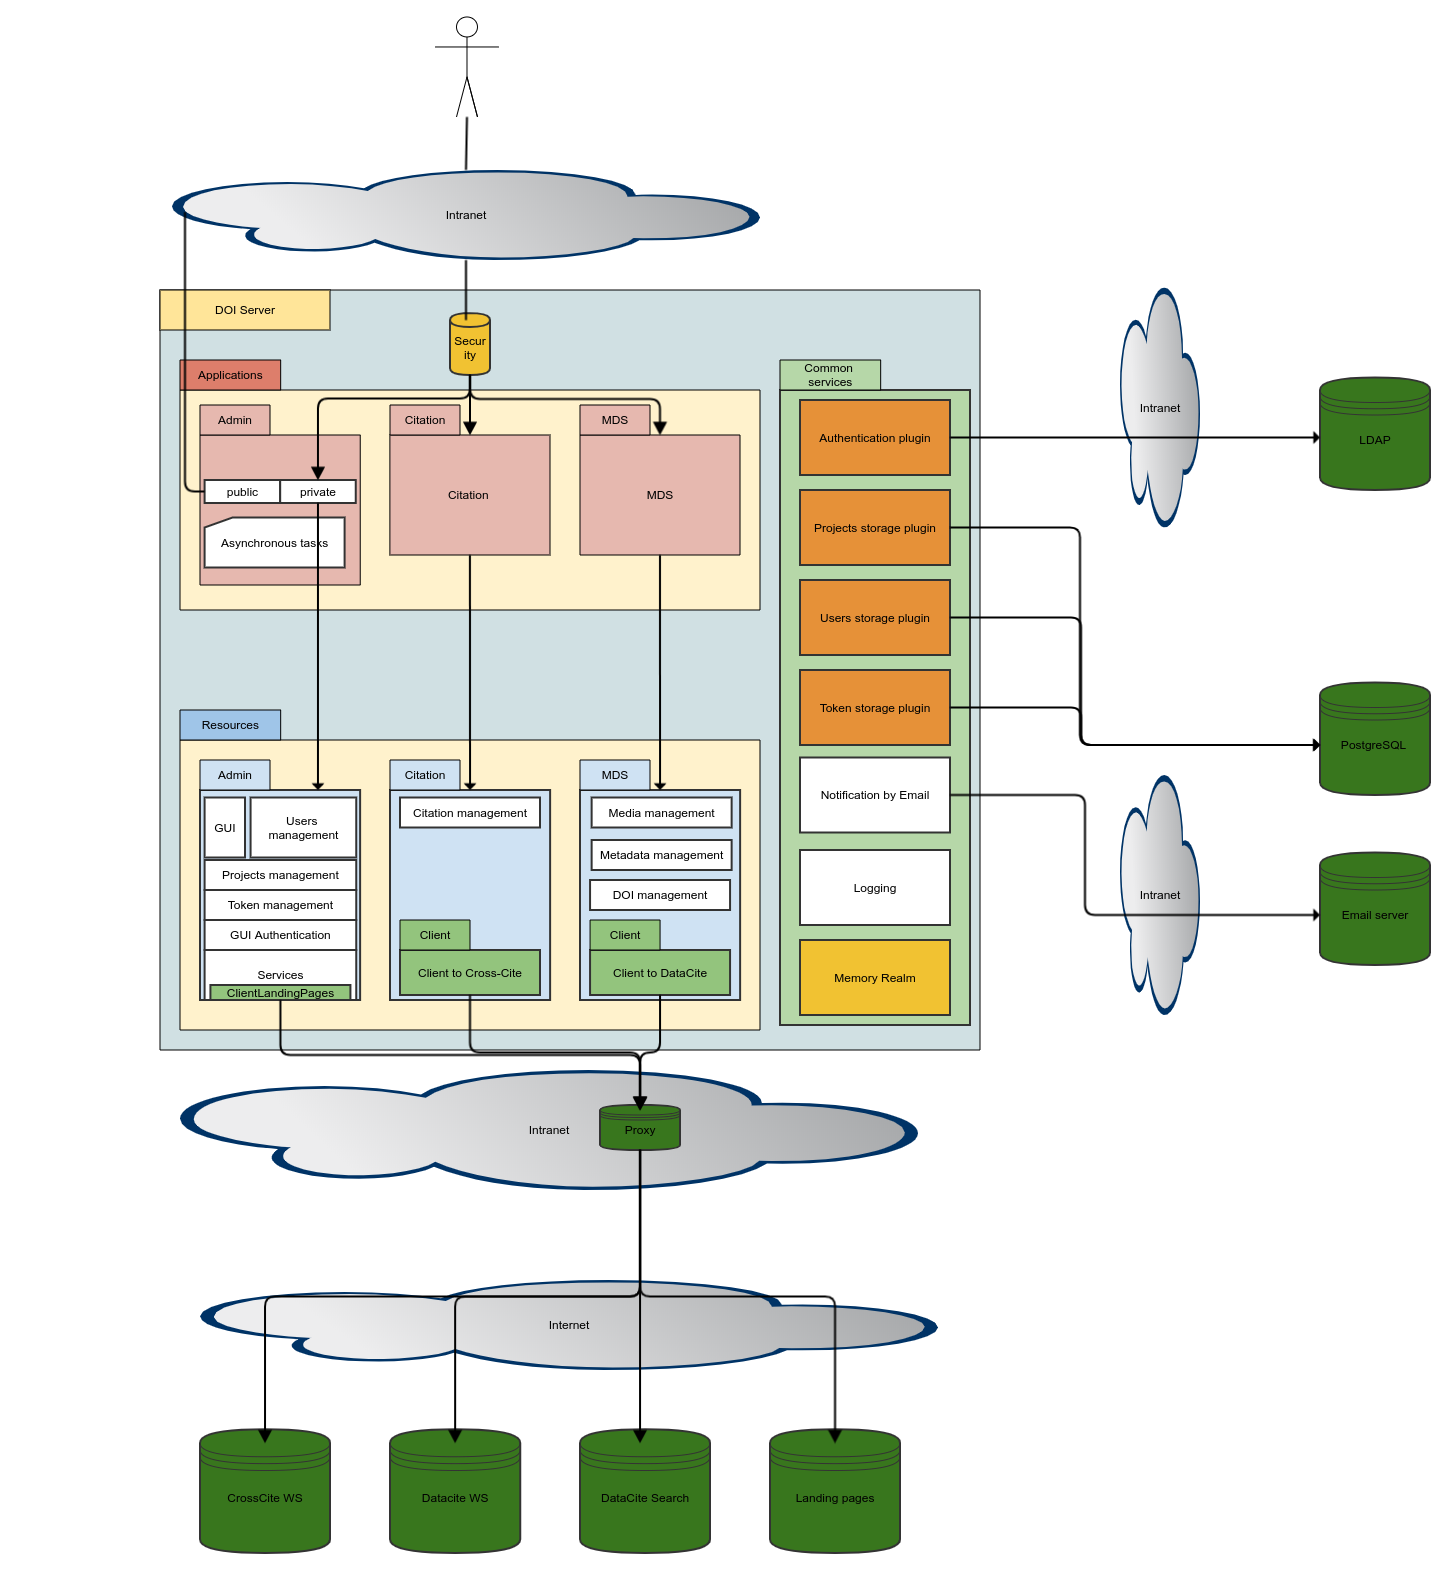 Intranet
DOI Server
Secur
ity
Applications
Common
services
Admin
Citation
MDS
Authentication plugin
Intranet
LDAP
public
private
Citation
MDS
Asynchronous tasks
Projects storage plugin
Users storage plugin
Token storage plugin
Resources
PostgreSQL
Admin
Citation
MDS
Notification by Email
GUI
Users
management
Citation management
Media management
Metadata management
Projects management
Logging
Intranet
Email server
Token management
DOI management
GUI Authentication
Client
Client
Services
Client to Cross-Cite
Client to DataCite
Memory Realm
ClientLandingPages
Intranet
Proxy
Internet
CrossCite WS
Datacite WS
DataCite Search
Landing pages